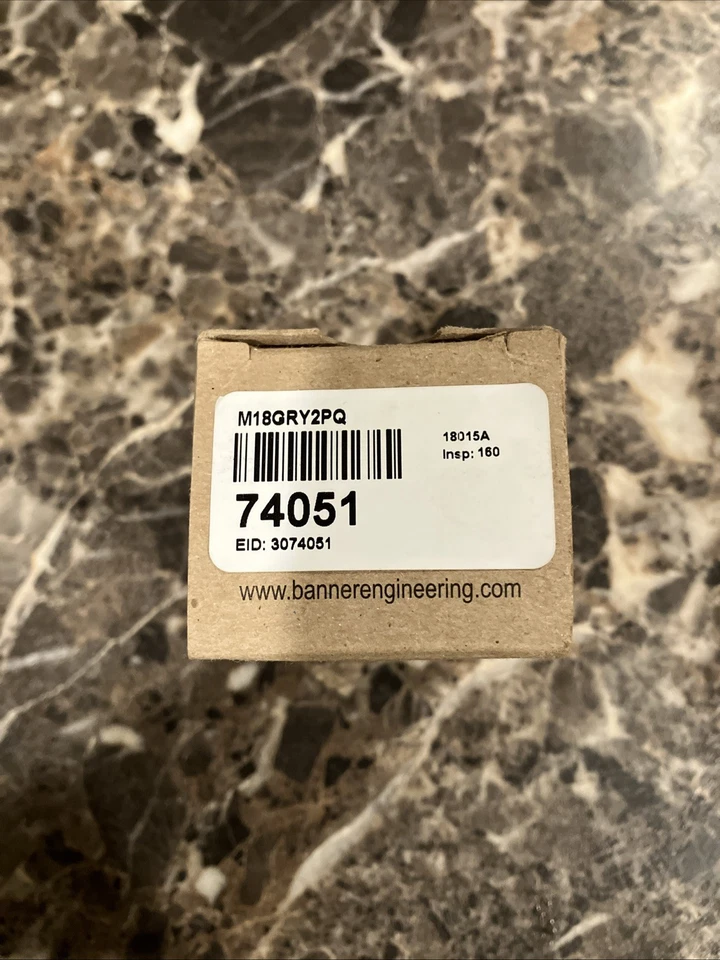 M18GRY2PQ
18015A
Insp: 160
74051
EID: 3074051
www.bannerengineering.com